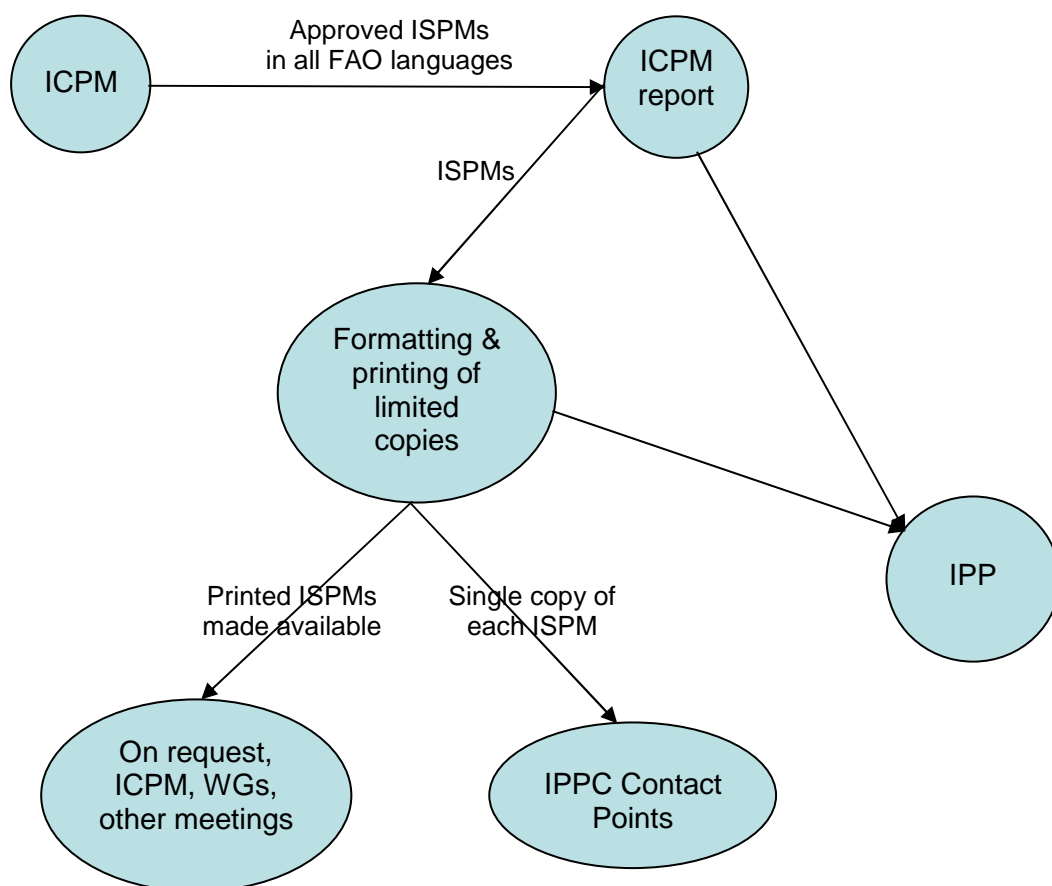 Approved ISPMs
in all FAO languages
ICPM
ICPM
report
ISPMs
Formatting &
printing of
limited
copies
IPP
Printed ISPMs
made available
Single copy of
each ISPM
On request,
ICPM, WGs,
other meetings
IPPC Contact
Points